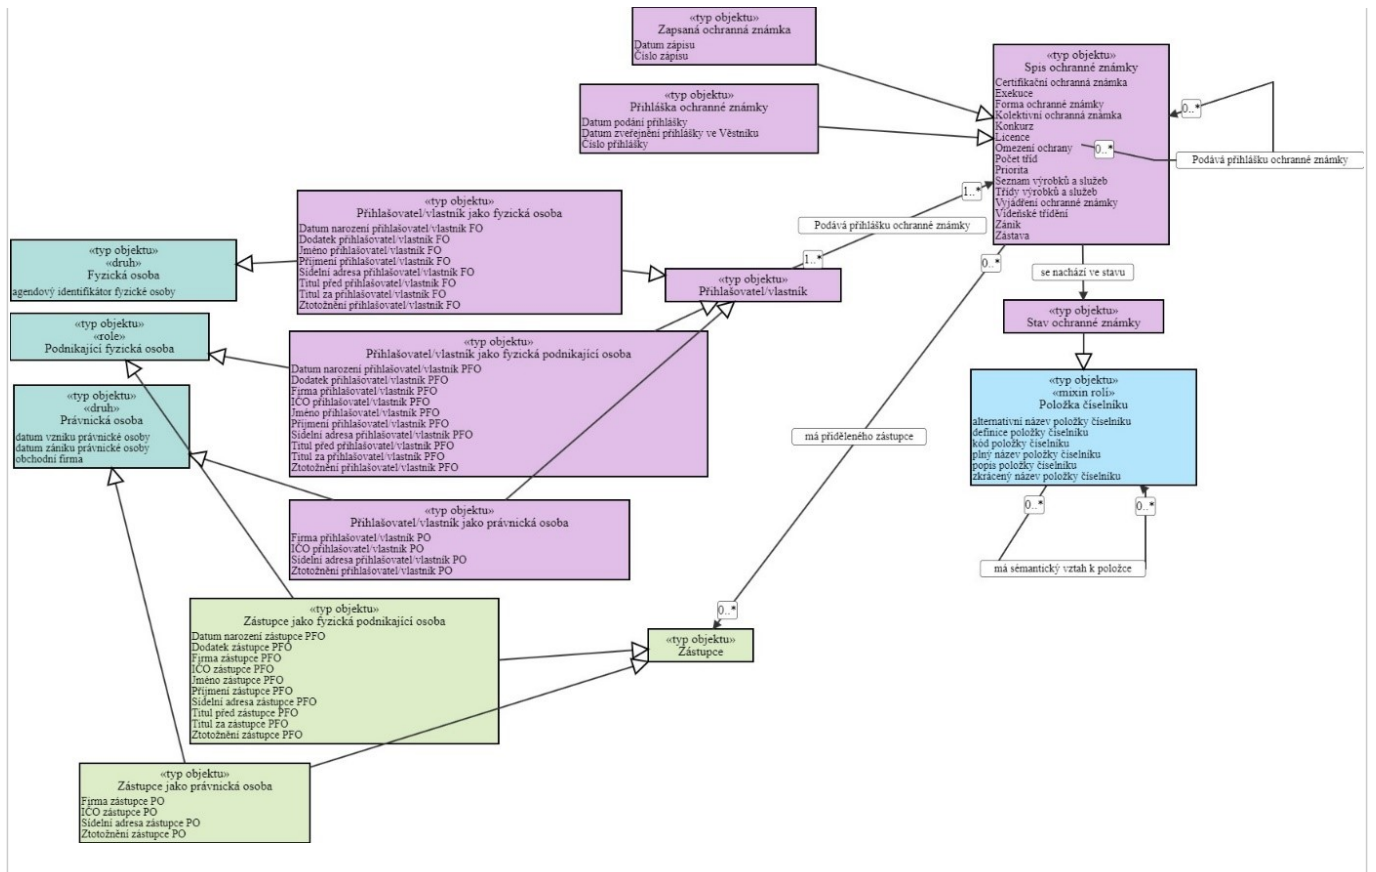 «typ objektu»
Zapsaná ochranná známka
Datum zápisu
Číslo zápisu
«typ objektu»
Přihláška ochranné známky
Datum podání přihlášky
Datum zveřejnění přihlášky ve Věstníku
Číslo přihlášky
«typ objektu»
Spis ochranné známky
Certifikační ochranná známka
Exekuce
Forma ochranné známky
Kolektivní ochranná známka
Konkurz
Licence
Omezení ochrany
Počet tříd
Priorita
Seznam výrobků a služeb
Třídy výrobků a služeb
Vyjádření ochranné známky
Vídeňské třídění
Zánik
Zástava
0..*
0..*
Podává přihlášku ochranné známky
1..*
Podává přihlášku ochranné známky
1..*
0..*
«typ objektu»
Přihlašovatel/vlastník jako fyzická osoba
Datum narození přihlašovatel/vlastník FO
Dodatek přihlašovatel/vlastník FO
Jméno přihlašovatel/vlastník FO
Příjmení přihlašovatel/vlastník FO
Sídelní adresa přihlašovatel/vlastník FO
Titul před přihlašovatel/vlastník FO
Titul za přihlašovatel/vlastník FO
Ztotožnění přihlašovatel/vlastník FO
«typ objektu»
«druh»
Fyzická osoba
agendový identifikátor fyzické osoby
«typ objektu»
Přihlašovatel/vlastník
se nachází ve stavu
«typ objektu»
Stav ochranné známky
«typ objektu»
«role»
Podnikající fyzická osoba
«typ objektu»
Přihlašovatel/vlastník jako fyzická podnikající osoba
Datum narození přihlašovatel/vlastník PFO
Dodatek přihlašovatel/vlastník PFO
Firma přihlašovatel/vlastník PFO
IČO přihlašovatel/vlastník PFO
Jméno přihlašovatel/vlastník PFO
Příjmení přihlašovatel/vlastník PFO
Sídelní adresa přihlašovatel/vlastník PFO
Titul před přihlašovatel/vlastník PFO
Titul za přihlašovatel/vlastník PFO
Ztotožnění přihlašovatel/vlastník PFO
«typ objektu»
«druh»
Právnická osoba
datum vzniku právnické osoby
datum zániku právnické osoby
obchodní firma
«typ objektu»
«mixin rolí»
Položka číselníku
alternativní název položky číselníku
definice položky číselníku
kód položky číselníku
plný název položky číselníku
popis položky číselníku
zkrácený název položky číselníku
má přiděleného zástupce
0..*
0..*
má sémantický vztah k položce
«typ objektu»
Přihlašovatel/vlastník jako právnická osoba
Firma přihlašovatel/vlastník PO
IČO přihlašovatel/vlastník PO
Sídelní adresa přihlašovatel/vlastník PO
Ztotožnění přihlašovatel/vlastník PO
«typ objektu»
Zástupce jako fyzická podnikající osoba
Datum narození zástupce PFO
Dodatek zástupce PFO
Firma zástupce PFO
IČO zástupce PFO
Jméno zástupce PFO
Příjmení zástupce PFO
Sídelní adresa zástupce PFO
Titul před zástupce PFO
Titul za zástupce PFO
Ztotožnění zástupce PFO
0..*
«typ objektu»
Zástupce
«typ objektu»
Zástupce jako právnická osoba
Firma zástupce PO
IČO zástupce PO
Sídelní adresa zástupce PO
Ztotožnění zástupce PO